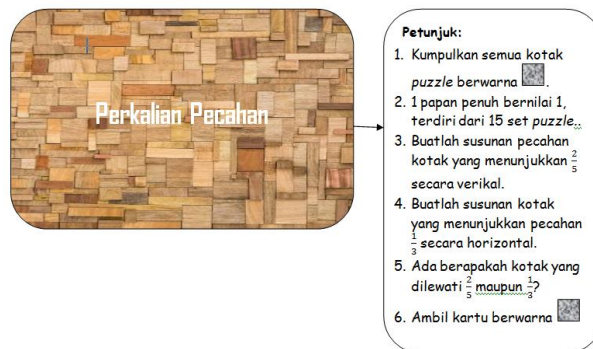 Perkalian Pecahan
Petunjuk:
1. Kumpulkan semua kotak
puzzle berwarna .
2. 1 papan penuh bernilai 1,
terdiri dari 15 set puzzle..
3. Buatlah susunan pecahan
kotak yang menunjukkan 2/5
secara verikal.
4. Buatlah susunan kotak
yang menunjukkan pecahan
1/3 secara horizontal.
5. Ada berapakah kotak yang
dilewati 2/5 maupun 1/3?
6. Ambil kartu berwarna